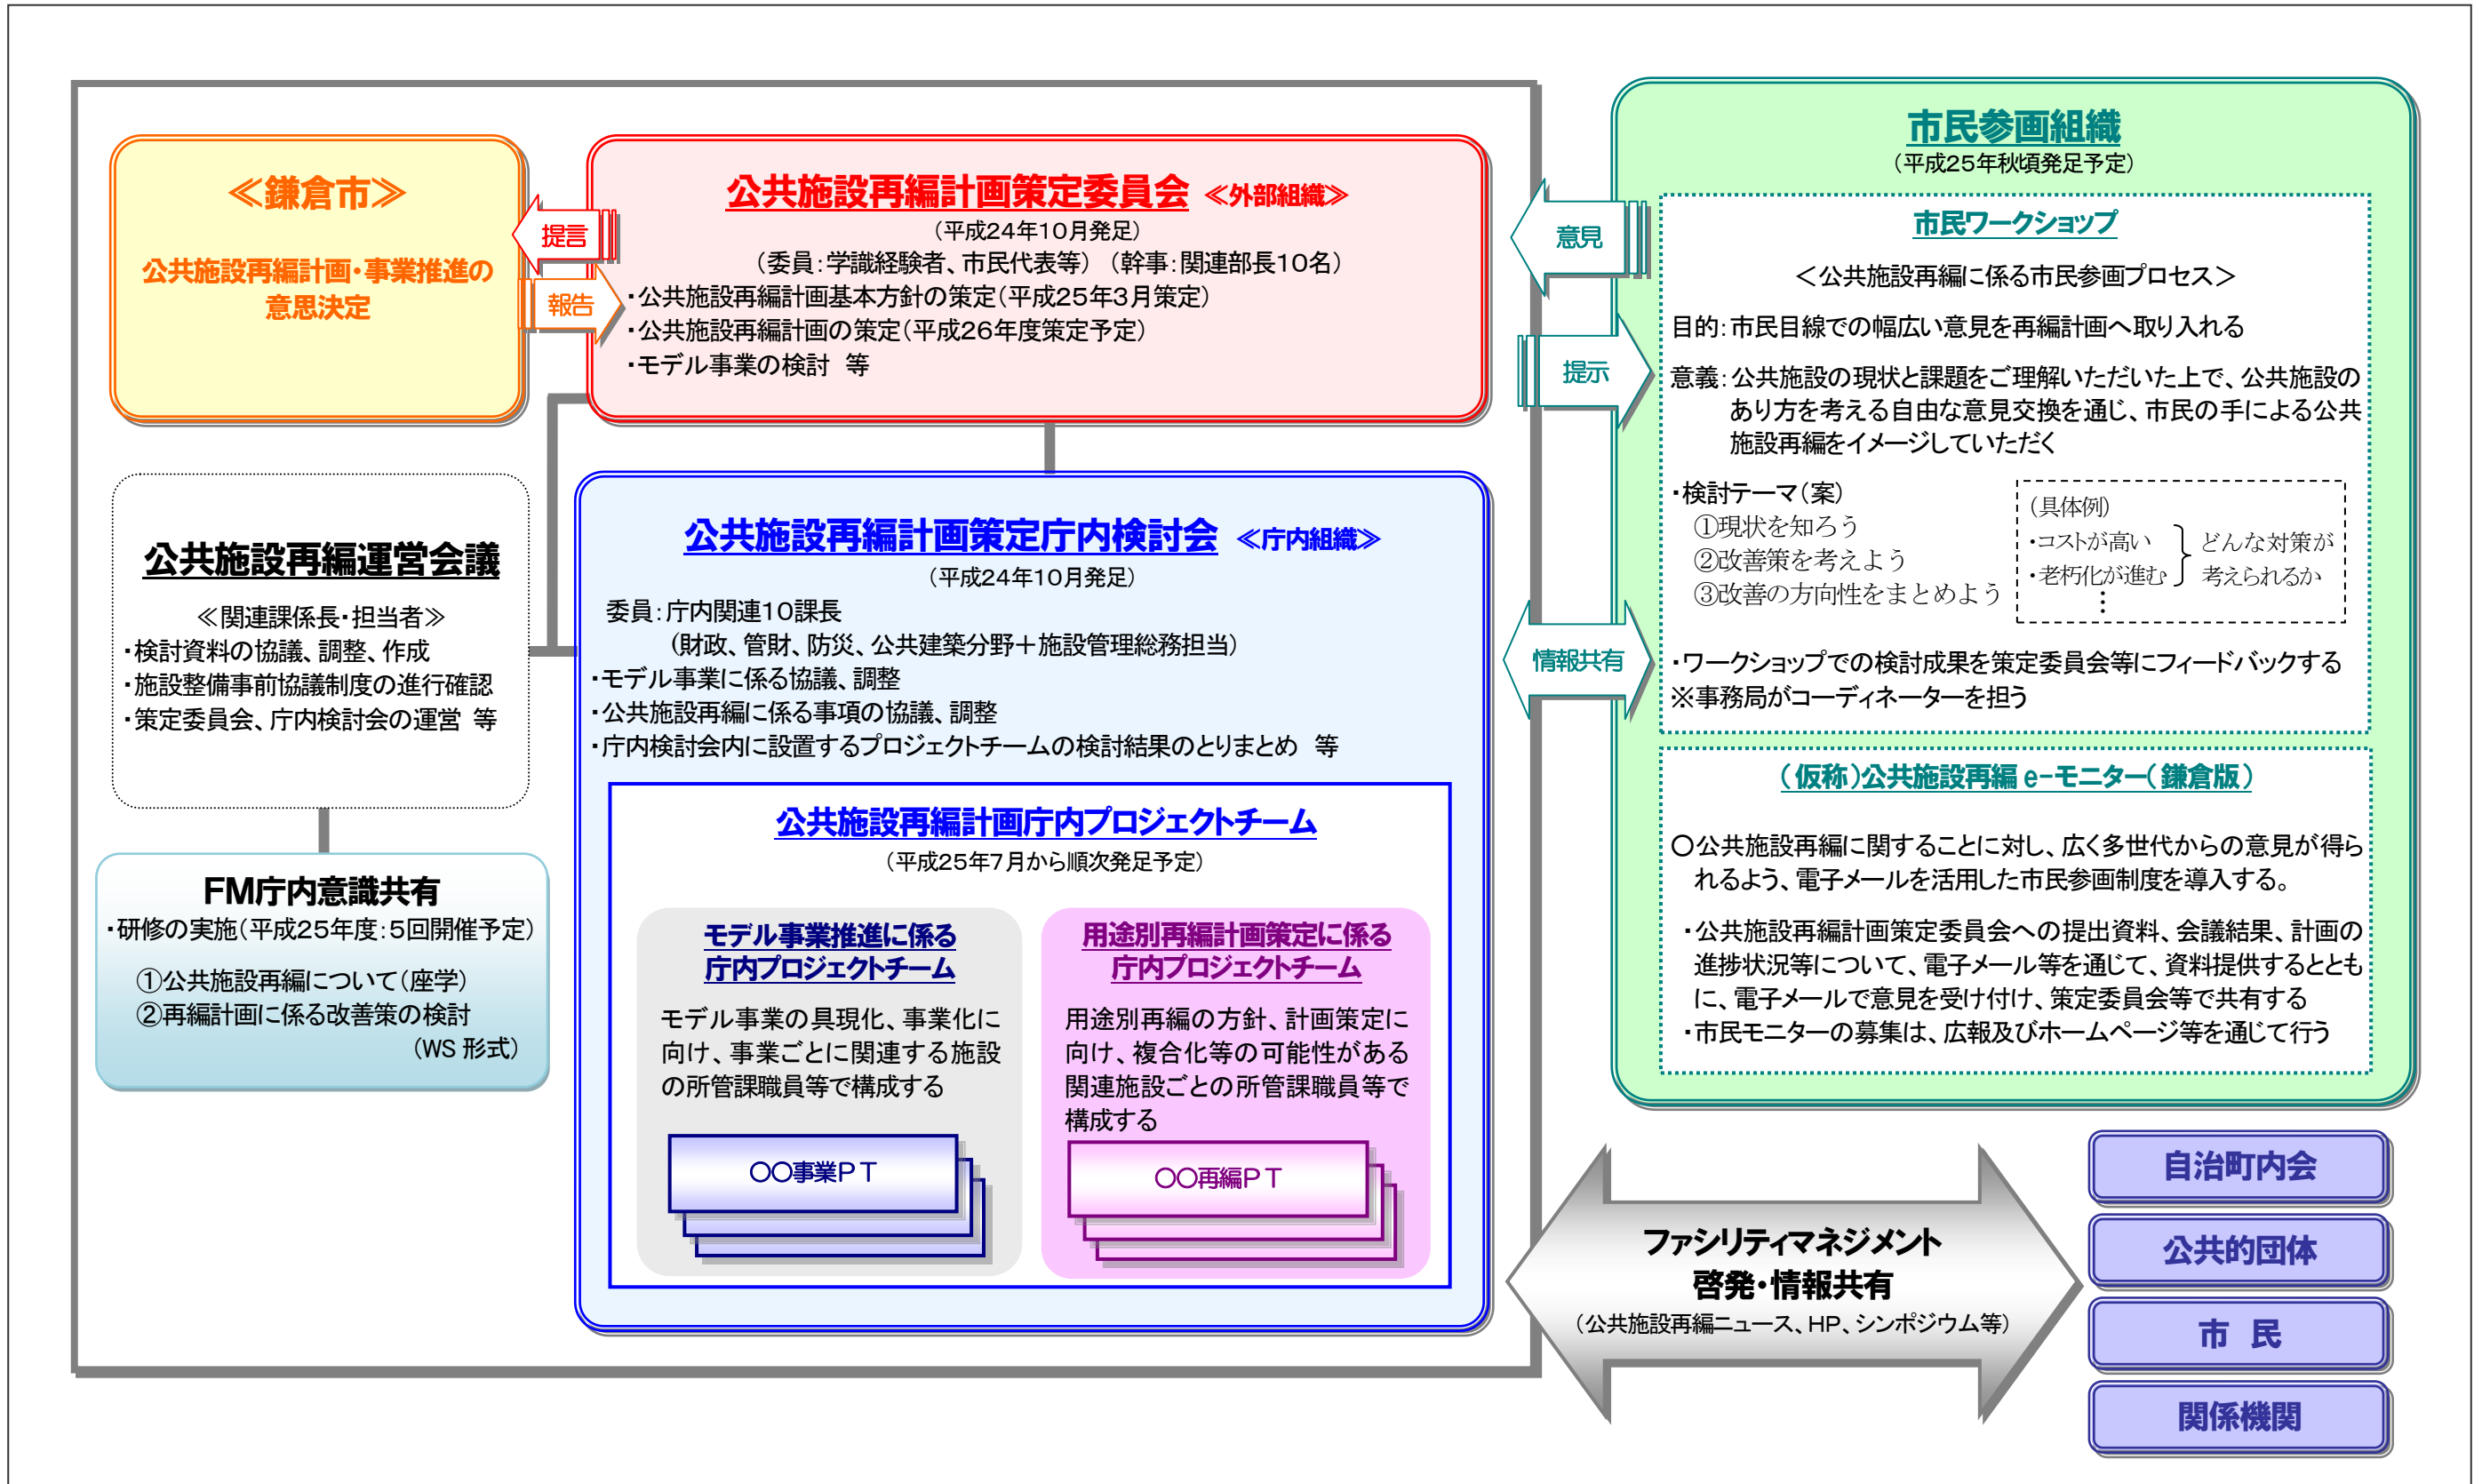 ≪鎌倉市≫
公共施設再編計画・事業推進の
意思決定
提言
報告
公共施設再編計画策定委員会 ≪外部組織≫
(平成24年10月発足)
(委員:学識経験者、市民代表等) (幹事:関連部長10名)
・公共施設再編計画基本方針の策定(平成25年3月策定)
・公共施設再編計画の策定(平成26年度策定予定)
・モデル事業の検討 等
公共施設再編運営会議
≪関連課係長・担当者≫
・検討資料の協議、調整、作成
・施設整備事前協議制度の進行確認
・策定委員会、庁内検討会の運営 等
FM庁内意識共有
・研修の実施(平成25年度:5回開催予定)
①公共施設再編について(座学)
②再編計画に係る改善策の検討
(WS 形式)
公共施設再編計画策定庁内検討会 ≪庁内組織≫
(平成24年10月発足)
委員:庁内関連10課長
(財政、管財、防災、公共建築分野+施設管理総務担当)
・モデル事業に係る協議、調整
・公共施設再編に係る事項の協議、調整
・庁内検討会内に設置するプロジェクトチームの検討結果のとりまとめ 等
公共施設再編計画庁内プロジェクトチーム
(平成25年7月から順次発足予定)
モデル事業推進に係る
庁内プロジェクトチーム
モデル事業の具現化、事業化に
向け、事業ごとに関連する施設
の所管課職員等で構成する
○○事業PT
用途別再編計画策定に係る
庁内プロジェクトチーム
用途別再編の方針、計画策定に
向け、複合化等の可能性がある
関連施設ごとの所管課職員等で
構成する
○○再編PT
意見
提示
情報共有
市民参画組織
(平成25年秋頃発足予定)
市民ワークショップ
<公共施設再編に係る市民参画プロセス>
目的:市民目線での幅広い意見を再編計画へ取り入れる
意義:公共施設の現状と課題をご理解いただいた上で、公共施設の
あり方を考える自由な意見交換を通じ、市民の手による公共
施設再編をイメージしていただく
・検討テーマ(案)
①現状を知ろう
②改善策を考えよう
③改善の方向性をまとめよう
(具体例)
・コストが高い
・老朽化が進む
⋮
どんな対策が
考えられるか
・ワークショップでの検討成果を策定委員会等にフィードバックする
※事務局がコーディネーターを担う
(仮称)公共施設再編 e-モニター(鎌倉版)
○公共施設再編に関することに対し、広く多世代からの意見が得ら
れるよう、電子メールを活用した市民参画制度を導入する。
・公共施設再編計画策定委員会への提出資料、会議結果、計画の
進捗状況等について、電子メール等を通じて、資料提供するととも
に、電子メールで意見を受け付け、策定委員会等で共有する
・市民モニターの募集は、広報及びホームページ等を通じて行う
ファシリティマネジメント
啓発・情報共有
(公共施設再編ニュース、HP、シンポジウム等)
自治町内会
公共的団体
市 民
関係機関